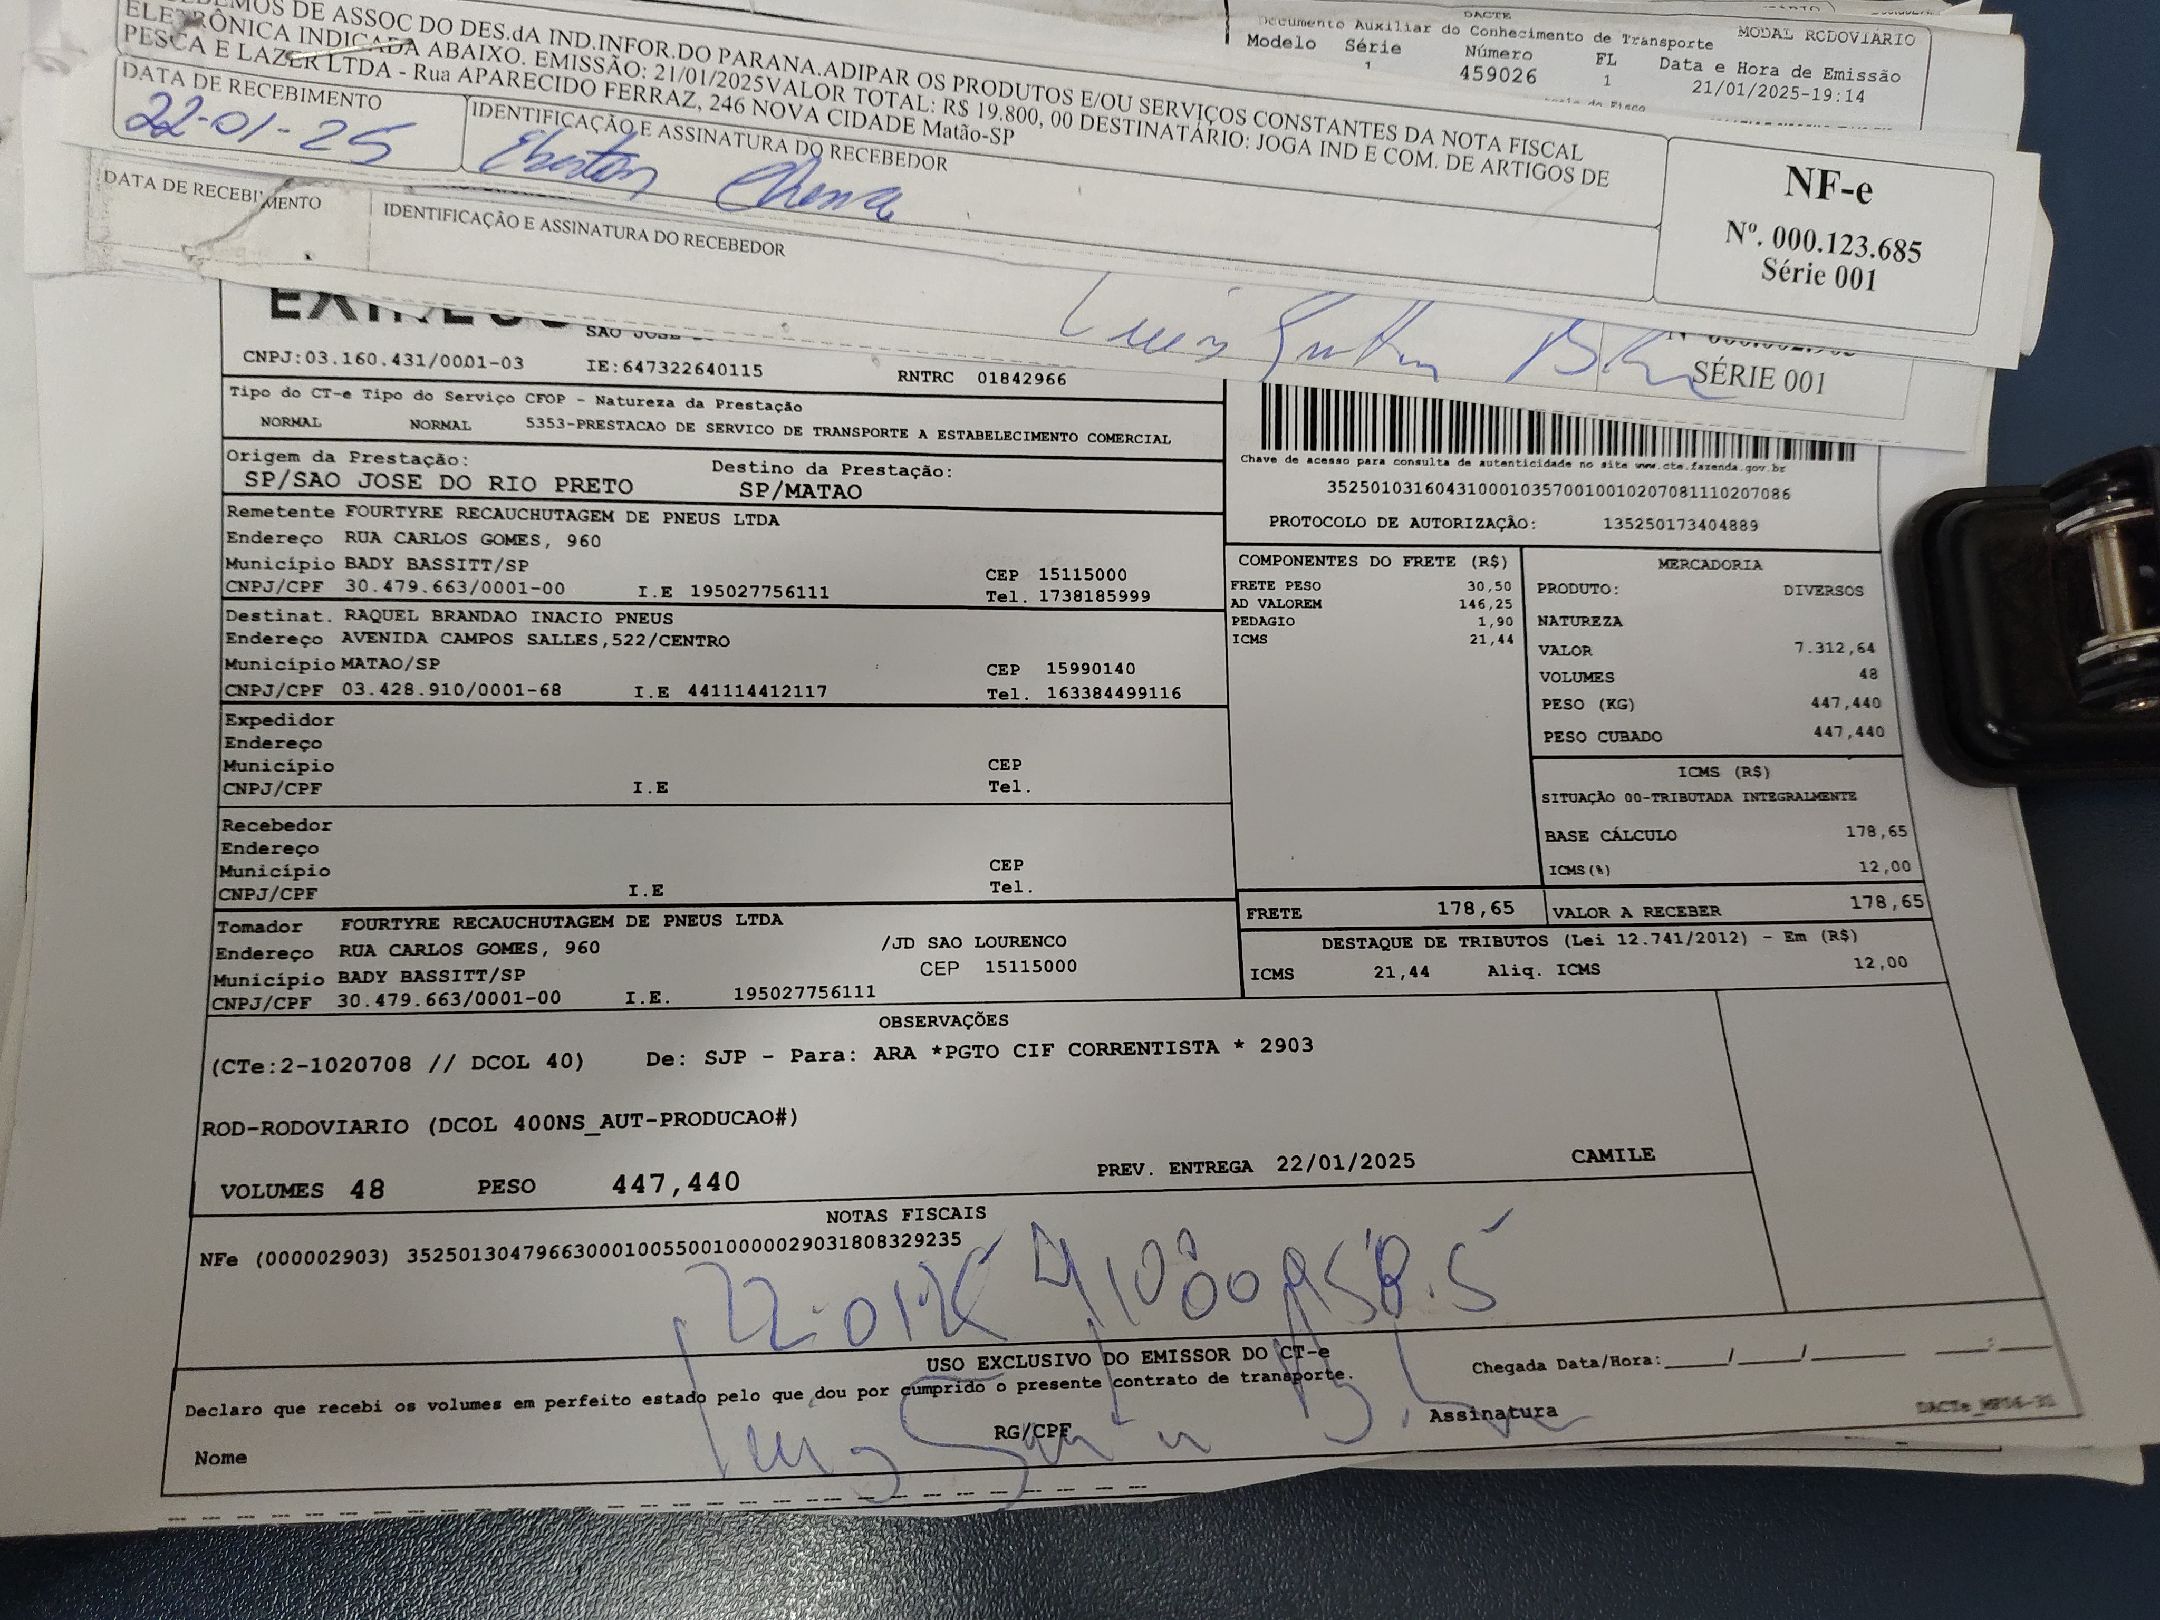 DE ASSOC DO DES.dA IND.INFOR.DO PARANA.ADIPAR OS PRODUTOS E/OU SERVIÇOS CONSTANTES DA NOTA FISCAL
ELETRÔNICA INDICADA ABAIXO. EMISSÃO: 21/01/2025VALOR TOTAL: R$ 19.800, 00 DESTINATÁRIO: JOGA IND E COM. DE ARTIGOS DE
PESCA E LAZER LTDA - Rua APARECIDO FERRAZ, 246 NOVA CIDADE Matão-SP
DATA DE RECEBIMENTO
22-01-25
IDENTIFICAÇÃO E ASSINATURA DO RECEBEDOR
NF-e
Nº. 000.123.685
Série 001
DACTE
Documento Auxiliar do Conhecimento de Transporte
MODAL RODOVIÁRIO
Modelo Série Número FL Data e Hora de Emissão
1 459026 1 21/01/2025-19:14
DATA DE RECEBIMENTO
IDENTIFICAÇÃO E ASSINATURA DO RECEBEDOR
SÉRIE 001
CNPJ:03.160.431/0001-03 IE:647322640115 RNTRC 01842966
Tipo do CT-e Tipo do Serviço CFOP - Natureza da Prestação
NORMAL NORMAL 5353-PRESTACAO DE SERVICO DE TRANSPORTE A ESTABELECIMENTO COMERCIAL
Origem da Prestação: Destino da Prestação:
SP/SAO JOSE DO RIO PRETO SP/MATAO
Chave de acesso para consulta de autenticidade no site www.cte.fazenda.gov.br
35250103160431000103570010010207081110207086
PROTOCOLO DE AUTORIZAÇÃO: 135250173404889
Remetente FOURTYRE RECAUCHUTAGEM DE PNEUS LTDA
Endereço RUA CARLOS GOMES, 960
Município BADY BASSITT/SP CEP 15115000
CNPJ/CPF 30.479.663/0001-00 I.E 195027756111 Tel. 1738185999
Destinat. RAQUEL BRANDAO INACIO PNEUS
Endereço AVENIDA CAMPOS SALLES,522/CENTRO
Município MATAO/SP CEP 15990140
CNPJ/CPF 03.428.910/0001-68 I.E 441114412117 Tel. 163384499116
Expedidor
Endereço
Município CEP
CNPJ/CPF I.E Tel.
Recebedor
Endereço
Município CEP
CNPJ/CPF I.E Tel.
Tomador FOURTYRE RECAUCHUTAGEM DE PNEUS LTDA
Endereço RUA CARLOS GOMES, 960 /JD SAO LOURENCO
Município BADY BASSITT/SP CEP 15115000
CNPJ/CPF 30.479.663/0001-00 I.E. 195027756111
COMPONENTES DO FRETE (R$)
FRETE PESO 30,50
AD VALOREM 146,25
PEDAGIO 1,90
ICMS 21,44
MERCADORIA
PRODUTO: DIVERSOS
NATUREZA
VALOR 7.312,64
VOLUMES 48
PESO (KG) 447,440
PESO CUBADO 447,440
ICMS (R$)
SITUAÇÃO 00-TRIBUTADA INTEGRALMENTE
BASE CÁLCULO 178,65
ICMS(%) 12,00
FRETE 178,65 VALOR A RECEBER 178,65
DESTAQUE DE TRIBUTOS (Lei 12.741/2012) - Em (R$)
ICMS 21,44 Aliq. ICMS 12,00
OBSERVAÇÕES
(CTe:2-1020708 // DCOL 40) De: SJP - Para: ARA *PGTO CIF CORRENTISTA * 2903
ROD-RODOVIARIO (DCOL 400NS_AUT-PRODUCAO#)
VOLUMES 48 PESO 447,440 PREV. ENTREGA 22/01/2025 CAMILE
NOTAS FISCAIS
NFe (000002903) 35250130479663000100550010000029031808329235
USO EXCLUSIVO DO EMISSOR DO CT-e
Declaro que recebi os volumes em perfeito estado pelo que dou por cumprido o presente contrato de transporte.
Chegada Data/Hora:____/____/______ ____:____
Nome RG/CPF Assinatura